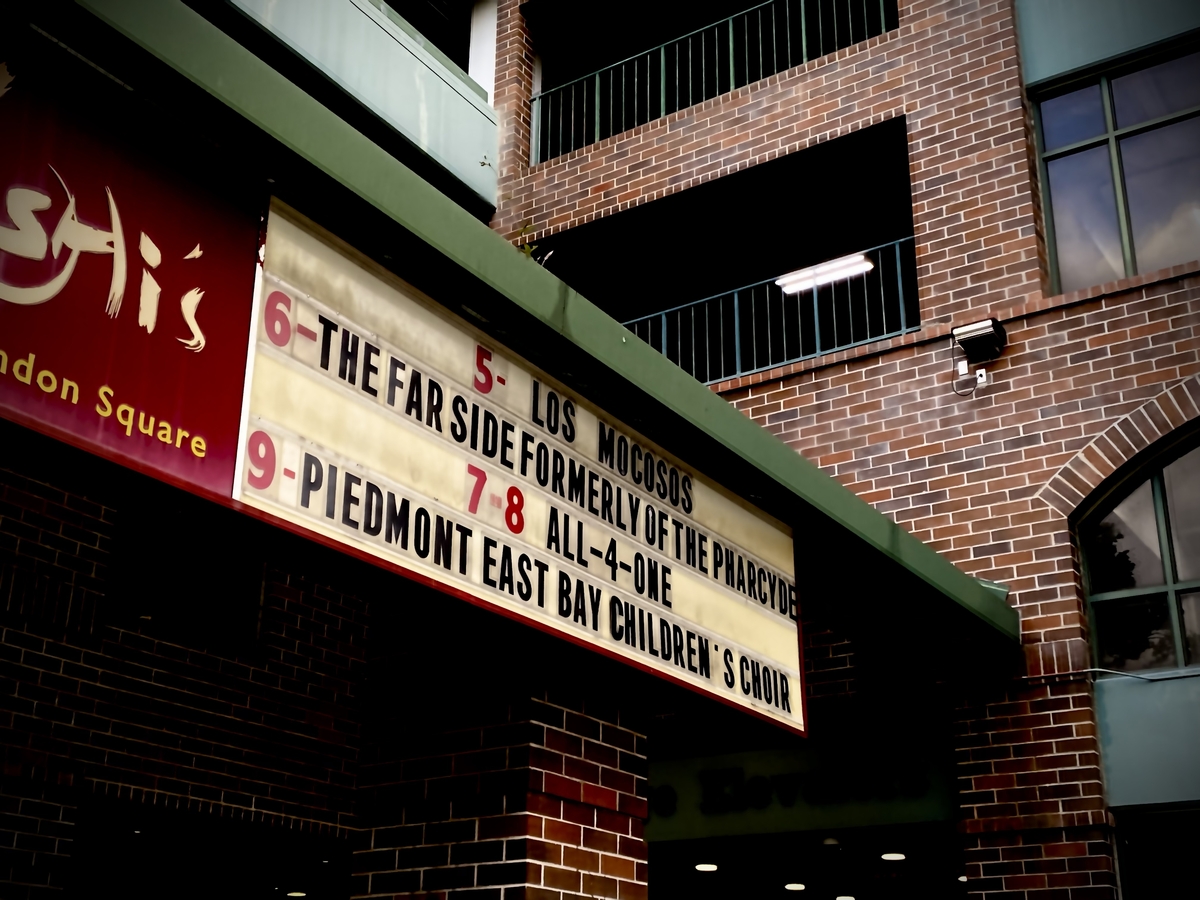 sHi's
ndon Square
5- LOS MOCOSOS
6-THE FAR SIDE FORMERLY OF THE PHARCYDE
7-8 ALL-4-ONE
9-PIEDMONT EAST BAY CHILDREN'S CHOIR